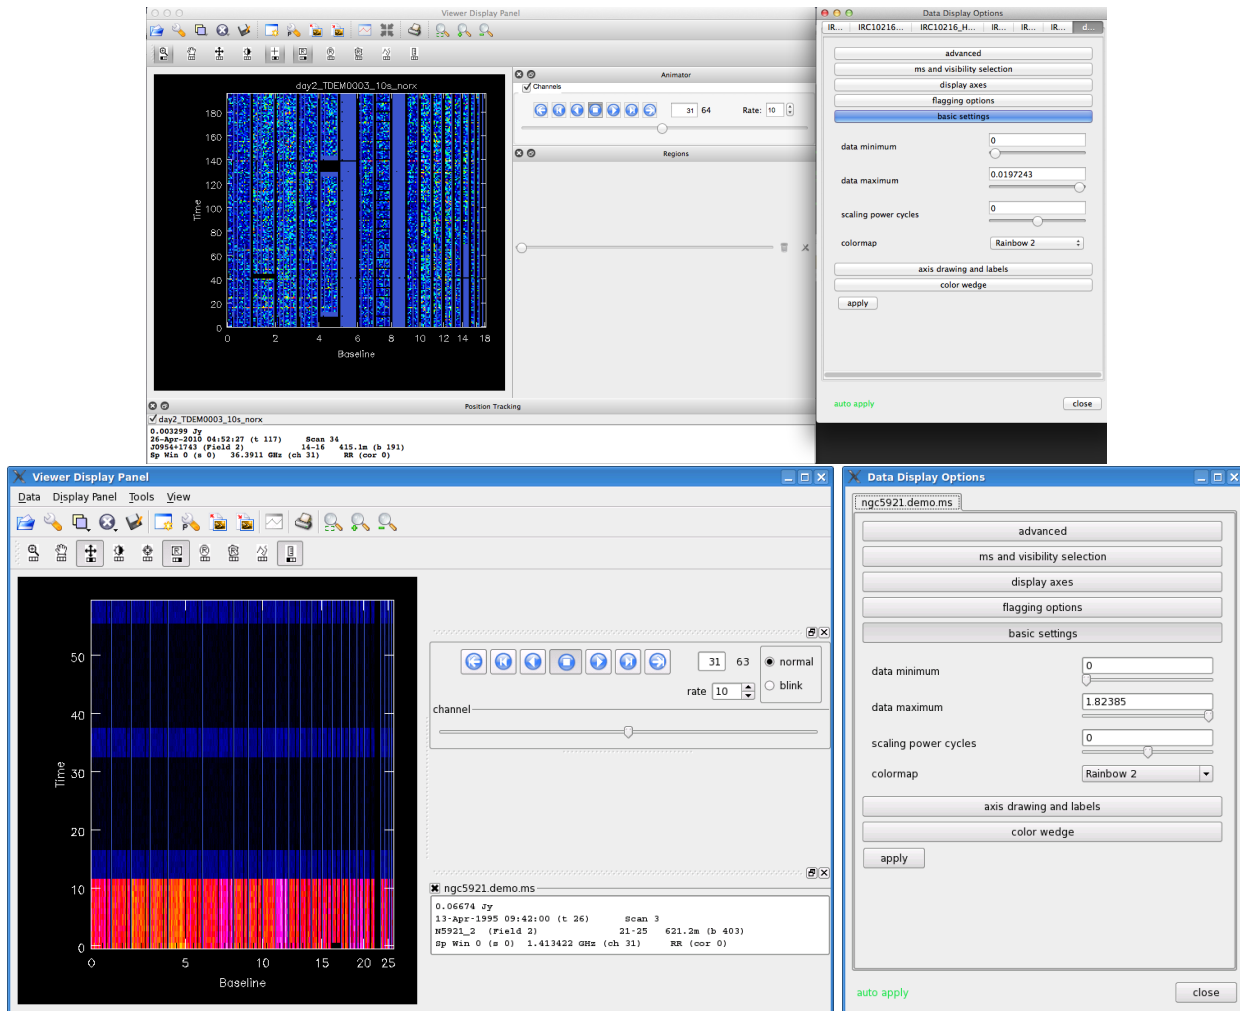 Viewer Display Panel
day2_TDEM0003_10s_norx
180
160
140
120
100
80
60
40
20
0
Time
0 2 4 6 8 10 12 14 18
Baseline
Animator
Channels
31 64 Rate: 10
Regions
Position Tracking
day2_TDEM0003_10s_norx
0.003299 Jy
26-Apr-2010 04:52:27 (t 117) Scan 34
J0954+1743 (Field 2) 14-16 415.1m (b 191)
Sp Win 0 (s 0) 36.3911 GHz (ch 31) RR (cor 0)
Data Display Options
IR... IRC10216... IRC10216_H... IR... IR... IR... d...
advanced
ms and visibility selection
display axes
flagging options
basic settings
data minimum 0
data maximum 0.0197243
scaling power cycles 0
colormap Rainbow 2
axis drawing and labels
color wedge
apply
auto apply close
Viewer Display Panel
Data Display Panel Tools View
50
40
30
20
10
0
Time
0 5 10 15 20 25
Baseline
31 63 normal
rate 10 blink
channel
ngc5921.demo.ms
0.06674 Jy
13-Apr-1995 09:42:00 (t 26) Scan 3
N5921_2 (Field 2) 21-25 621.2m (b 403)
Sp Win 0 (s 0) 1.413422 GHz (ch 31) RR (cor 0)
Data Display Options
ngc5921.demo.ms
advanced
ms and visibility selection
display axes
flagging options
basic settings
data minimum 0
data maximum 1.82385
scaling power cycles 0
colormap Rainbow 2
axis drawing and labels
color wedge
apply
auto apply close